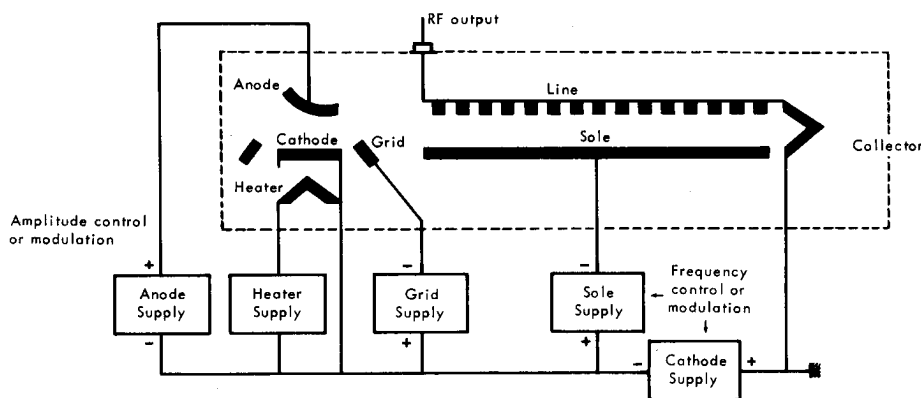 RF output
Anode
Line
Cathode
Grid
Sole
Collector
Heater
Amplitude control
or modulation
+
-
-
Frequency
control or
modulation
Anode
Supply
Heater
Supply
Grid
Supply
Sole
Supply
-
+
+
-
+
Cathode
Supply